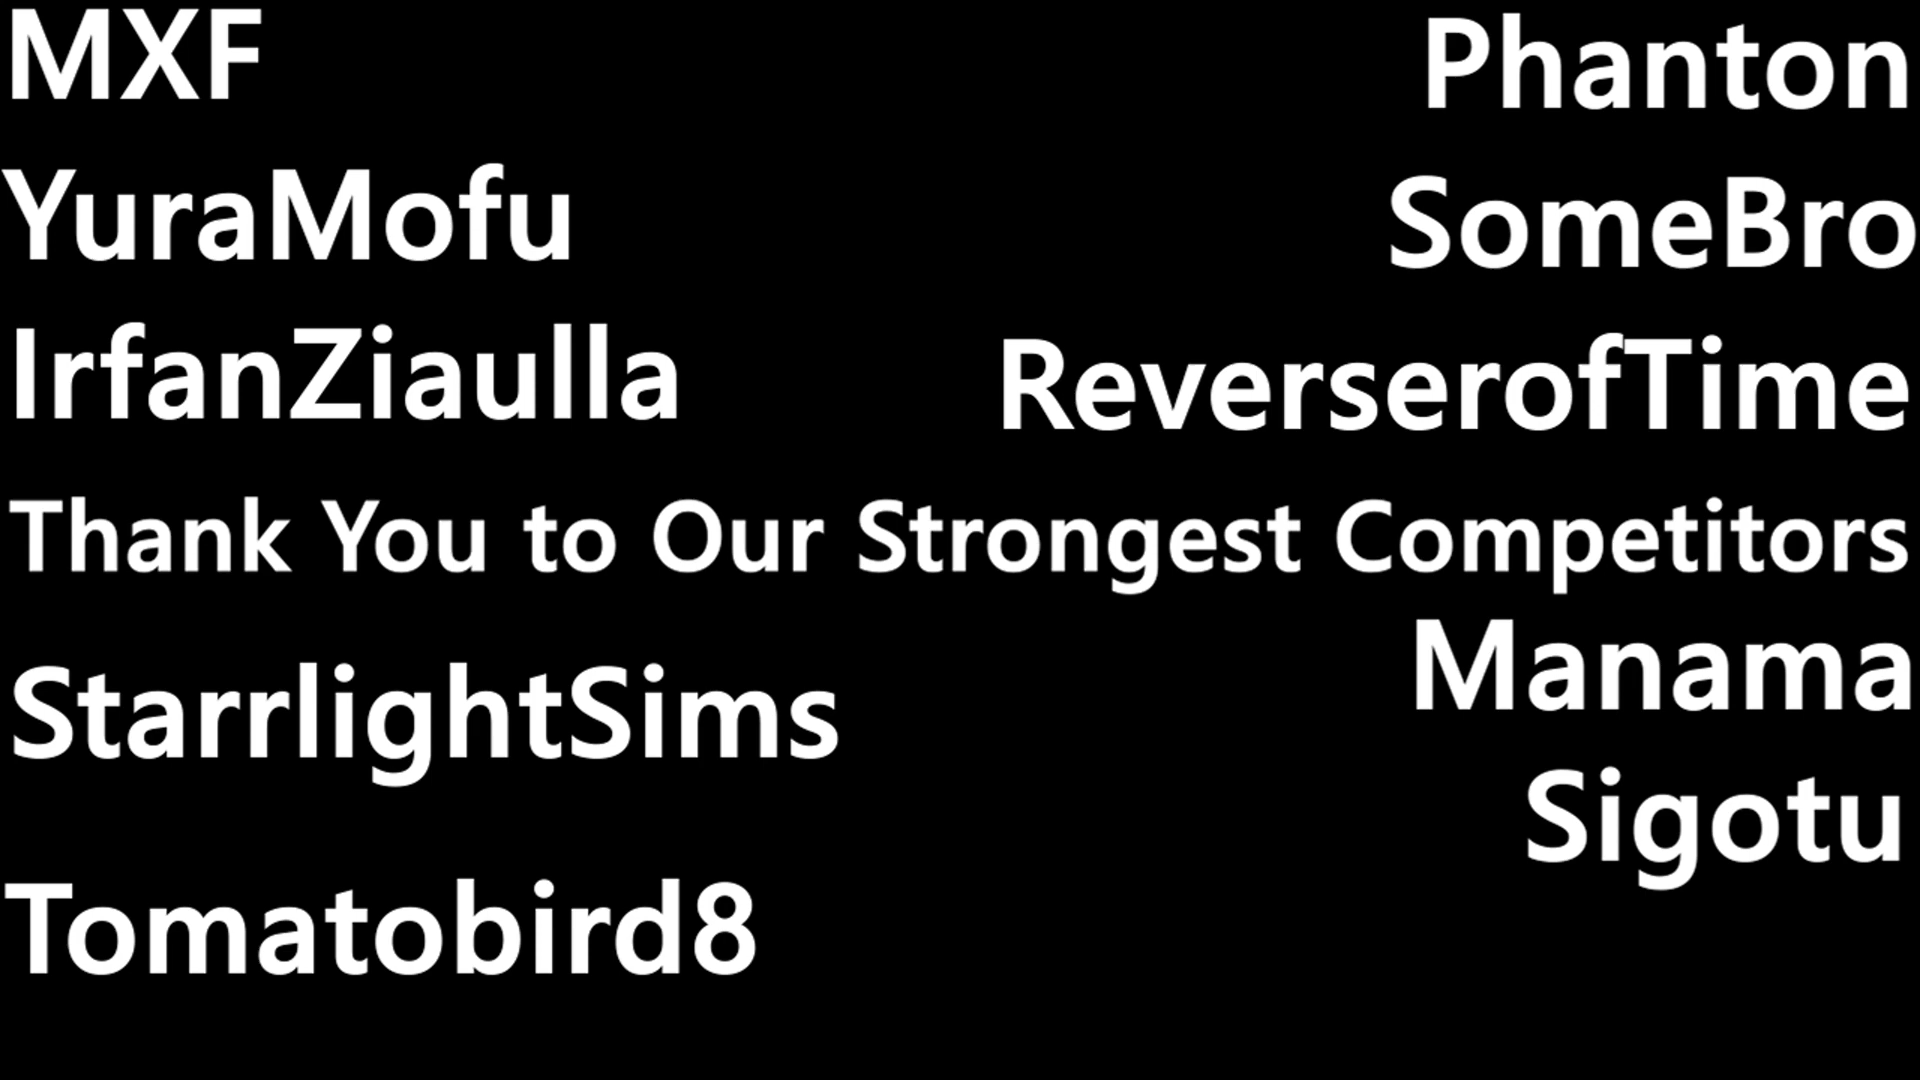 MXF
Phanton
YuraMofu
SomeBro
IrfanZiaulla
ReverserofTime
Thank You to Our Strongest Competitors
StarrlightSims
Manama
Sigotu
Tomatobird8